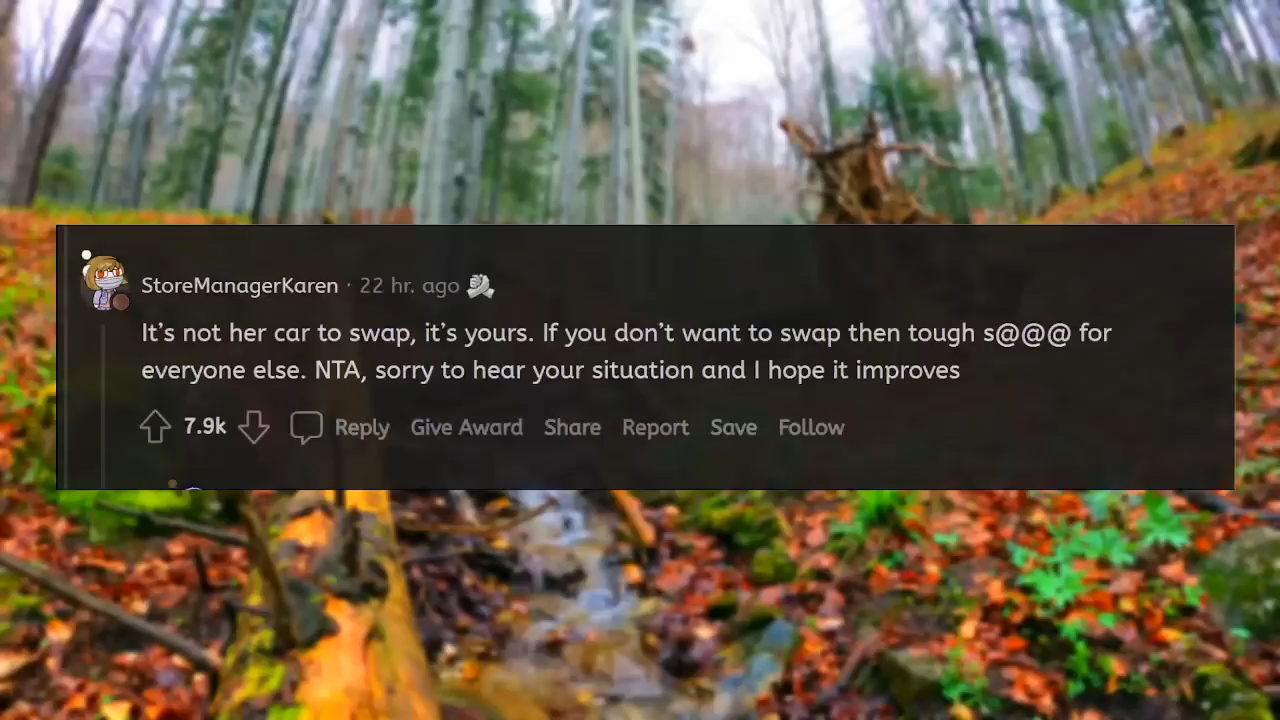 StoreManagerKaren · 22 hr. ago
It’s not her car to swap, it’s yours. If you don’t want to swap then tough s@@@ for
everyone else. NTA, sorry to hear your situation and I hope it improves
7.9k Reply Give Award Share Report Save Follow